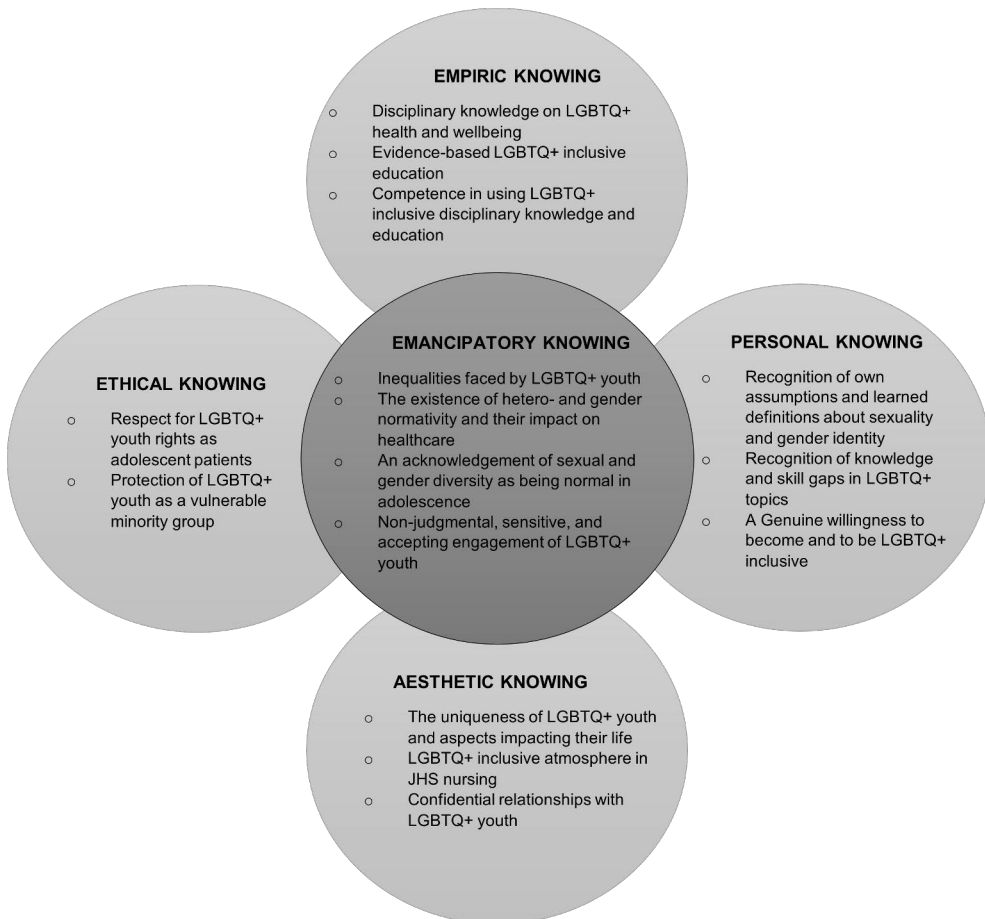 EMPIRIC KNOWING
○ Disciplinary knowledge on LGBTQ+
health and wellbeing
○ Evidence-based LGBTQ+ inclusive
education
○ Competence in using LGBTQ+
inclusive disciplinary knowledge and
education
ETHICAL KNOWING
○ Respect for LGBTQ+
youth rights as
adolescent patients
○ Protection of LGBTQ+
youth as a vulnerable
minority group
EMANCIPATORY KNOWING
○ Inequalities faced by LGBTQ+ youth
○ The existence of hetero- and gender
normativity and their impact on
healthcare
○ An acknowledgement of sexual and
gender diversity as being normal in
adolescence
○ Non-judgmental, sensitive, and
accepting engagement of LGBTQ+
youth
PERSONAL KNOWING
○ Recognition of own
assumptions and learned
definitions about sexuality
and gender identity
○ Recognition of knowledge
and skill gaps in LGBTQ+
topics
○ A Genuine willingness to
become and to be LGBTQ+
inclusive
AESTHETIC KNOWING
○ The uniqueness of LGBTQ+ youth
and aspects impacting their life
○ LGBTQ+ inclusive atmosphere in
JHS nursing
○ Confidential relationships with
LGBTQ+ youth